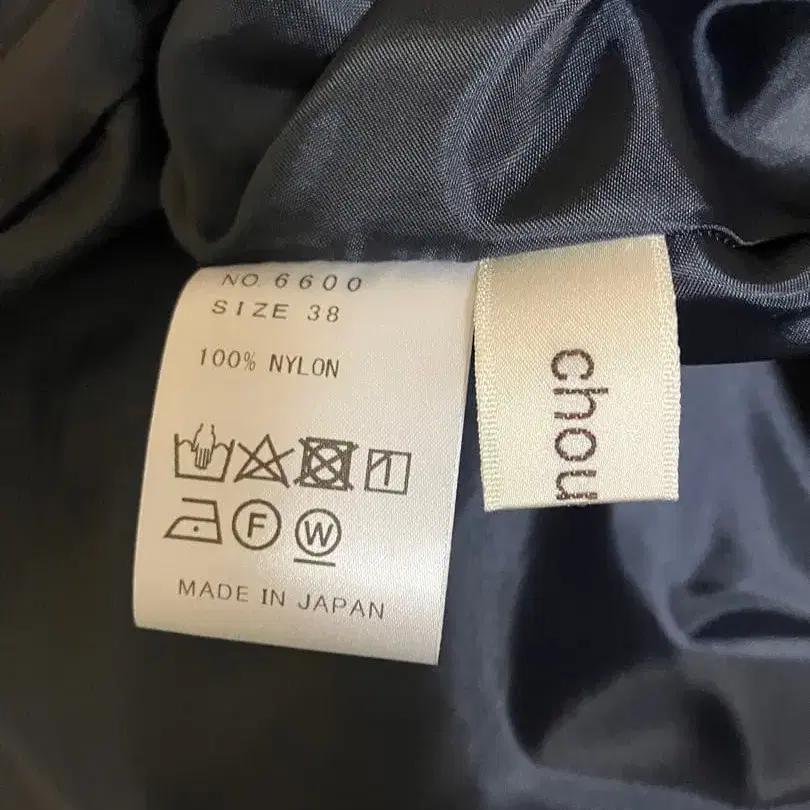 NO. 6600
SIZE 38
100% NYLON
F W
MADE IN JAPAN
chou